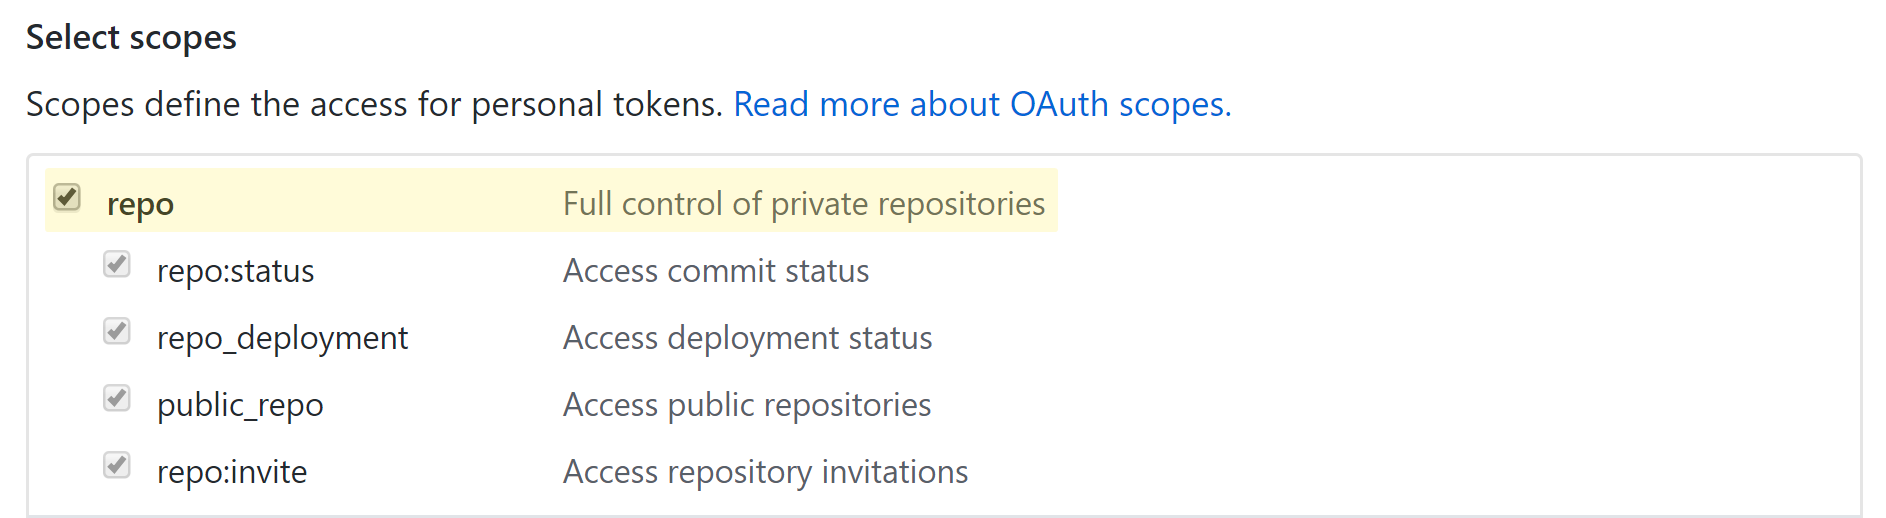 Select scopes
Scopes define the access for personal tokens. Read more about OAuth scopes.
repo Full control of private repositories
repo:status Access commit status
repo_deployment Access deployment status
public_repo Access public repositories
repo:invite Access repository invitations